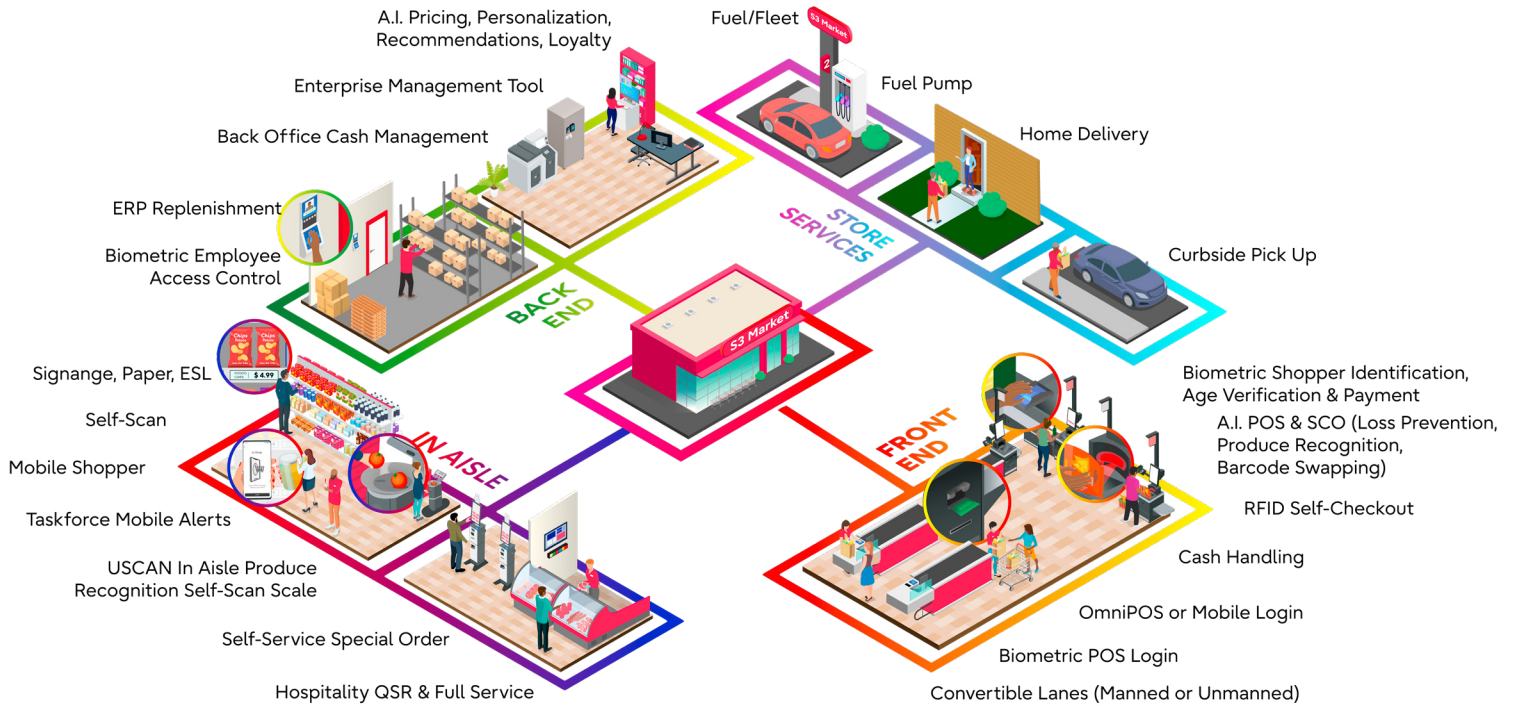 A.I. Pricing, Personalization,
Recommendations, Loyalty
Enterprise Management Tool
Back Office Cash Management
ERP Replenishment
Biometric Employee
Access Control
BACK
END
Fuel/Fleet
S3 Market
2
Fuel Pump
Home Delivery
Curbside Pick Up
STORE
SERVICES
S3 Market
Chips
Chips
$4.99
Signange, Paper, ESL
Self-Scan
Mobile Shopper
Taskforce Mobile Alerts
USCAN In Aisle Produce
Recognition Self-Scan Scale
Self-Service Special Order
Hospitality QSR & Full Service
IN AISLE
FRONT
END
Biometric Shopper Identification,
Age Verification & Payment
A.I. POS & SCO (Loss Prevention,
Produce Recognition,
Barcode Swapping)
RFID Self-Checkout
Cash Handling
OmniPOS or Mobile Login
Biometric POS Login
Convertible Lanes (Manned or Unmanned)